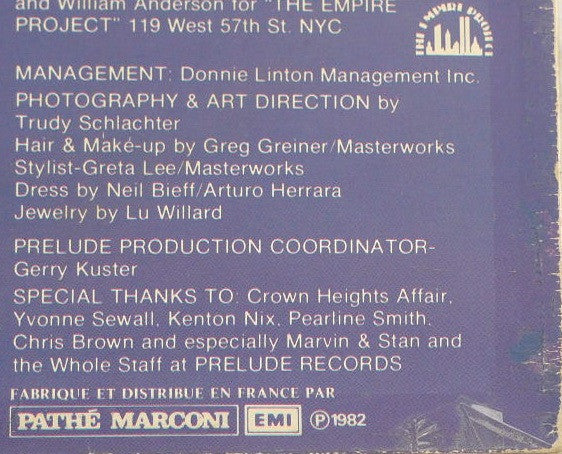 and William Anderson for "THE EMPIRE
PROJECT" 119 West 57th St. NYC
THE EMPIRE PROJECT
MANAGEMENT: Donnie Linton Management Inc.
PHOTOGRAPHY & ART DIRECTION by
Trudy Schlachter
Hair & Make-up by Greg Greiner/Masterworks
Stylist-Greta Lee/Masterworks
Dress by Neil Bieff/Arturo Herrara
Jewelry by Lu Willard
PRELUDE PRODUCTION COORDINATOR-
Gerry Kuster
SPECIAL THANKS TO: Crown Heights Affair,
Yvonne Sewall, Kenton Nix, Pearline Smith,
Chris Brown and especially Marvin & Stan and
the Whole Staff at PRELUDE RECORDS
FABRIQUE ET DISTRIBUE EN FRANCE PAR
PATHÉ MARCONI EMI ℗1982